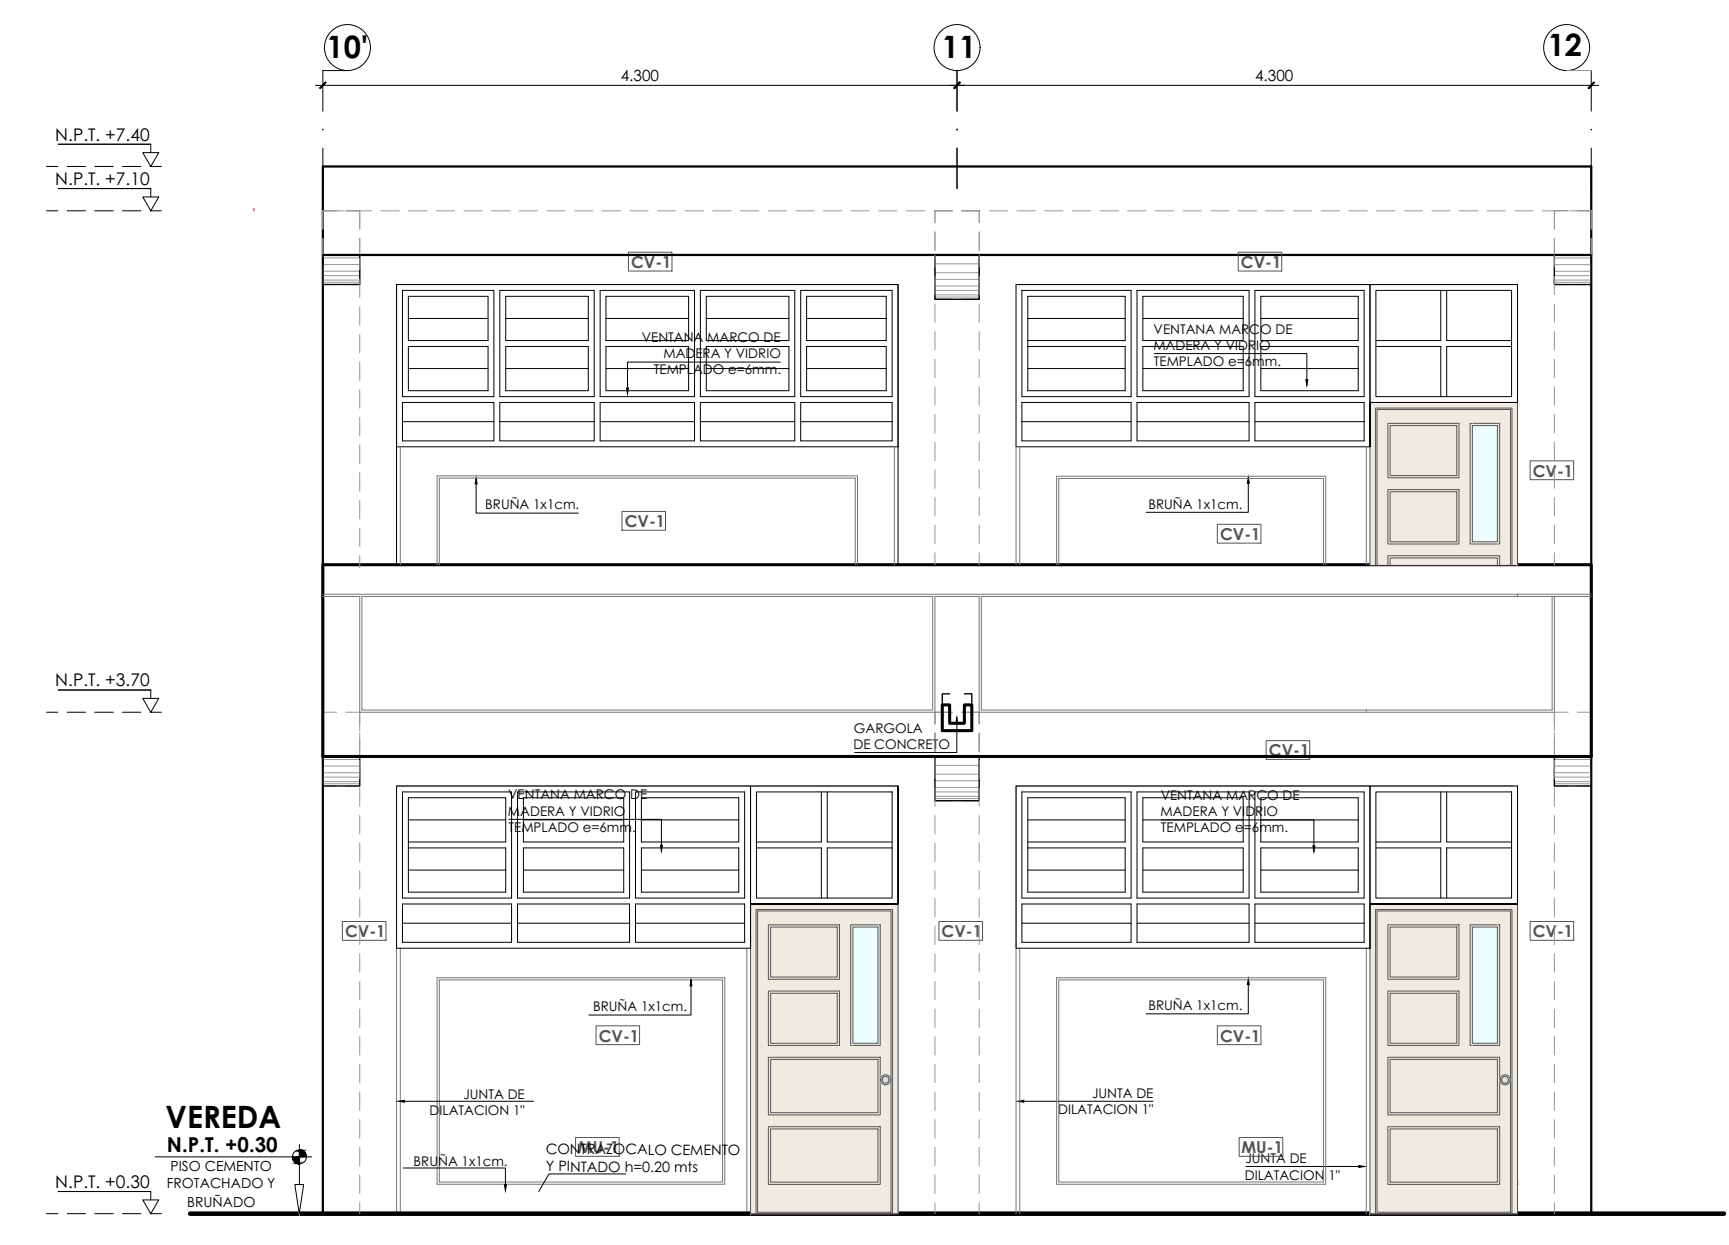 10'
11
12
4.300
4.300
N.P.T. +7.40
N.P.T. +7.10
CV-1
CV-1
VENTANA MARCO DE
MADERA Y VIDRIO
TEMPLADO e=6mm.
VENTANA MARCO DE
MADERA Y VIDRIO
TEMPLADO e=6mm.
CV-1
BRUÑA 1x1cm.
CV-1
BRUÑA 1x1cm.
CV-1
N.P.T. +3.70
GARGOLA
DE CONCRETO
CV-1
VENTANA MARCO DE
MADERA Y VIDRIO
TEMPLADO e=6mm.
VENTANA MARCO DE
MADERA Y VIDRIO
TEMPLADO e=6mm.
CV-1
CV-1
CV-1
BRUÑA 1x1cm.
CV-1
BRUÑA 1x1cm.
CV-1
JUNTA DE
DILATACION 1"
JUNTA DE
DILATACION 1"
VEREDA
N.P.T. +0.30
PISO CEMENTO
FROTACHADO Y
BRUÑADO
N.P.T. +0.30
MU-1
BRUÑA 1x1cm.
CONTRAZOCALO CEMENTO
Y PINTADO h=0.20 mts
MU-1
JUNTA DE
DILATACION 1"